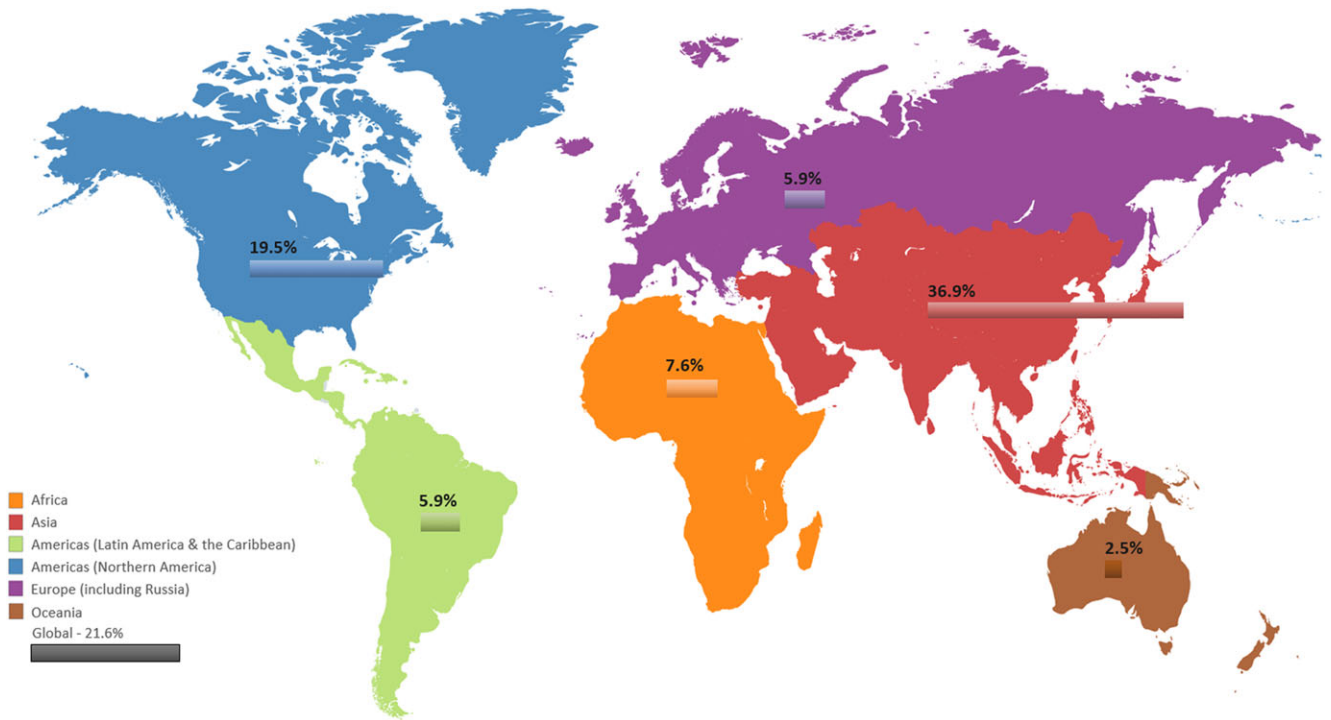 5.9%
19.5%
36.9%
7.6%
5.9%
2.5%
Africa
Asia
Americas (Latin America & the Caribbean)
Americas (Northern America)
Europe (including Russia)
Oceania
Global - 21.6%